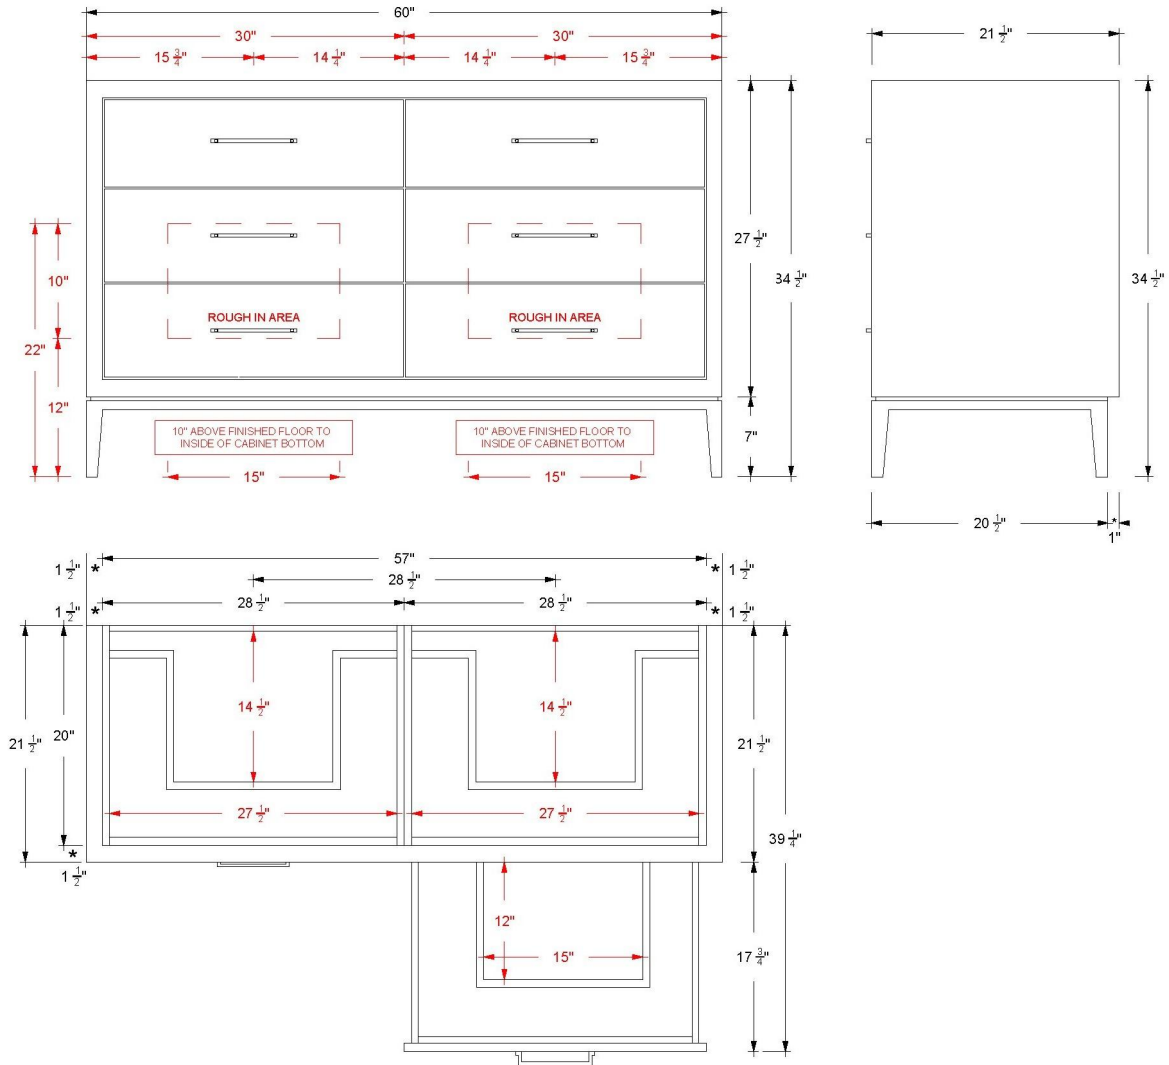 60"
21 1/2"
30" 30"
15 3/4" 14 1/4" 14 1/4" 15 3/4"
27 1/2"
34 1/2"
34 1/2"
10"
22"
12"
ROUGH IN AREA
ROUGH IN AREA
10" ABOVE FINISHED FLOOR TO
INSIDE OF CABINET BOTTOM
10" ABOVE FINISHED FLOOR TO
INSIDE OF CABINET BOTTOM
7"
15" 15"
20 1/2" *
1"
57"
1 1/2" * * 1 1/2"
28 1/2"
28 1/2" 28 1/2"
1 1/2" * * 1 1/2"
14 1/2" 14 1/2"
21 1/2" 20" 21 1/2"
27 1/2" 27 1/2"
39 1/4"
*
1 1/2"
12"
15"
17 3/4"